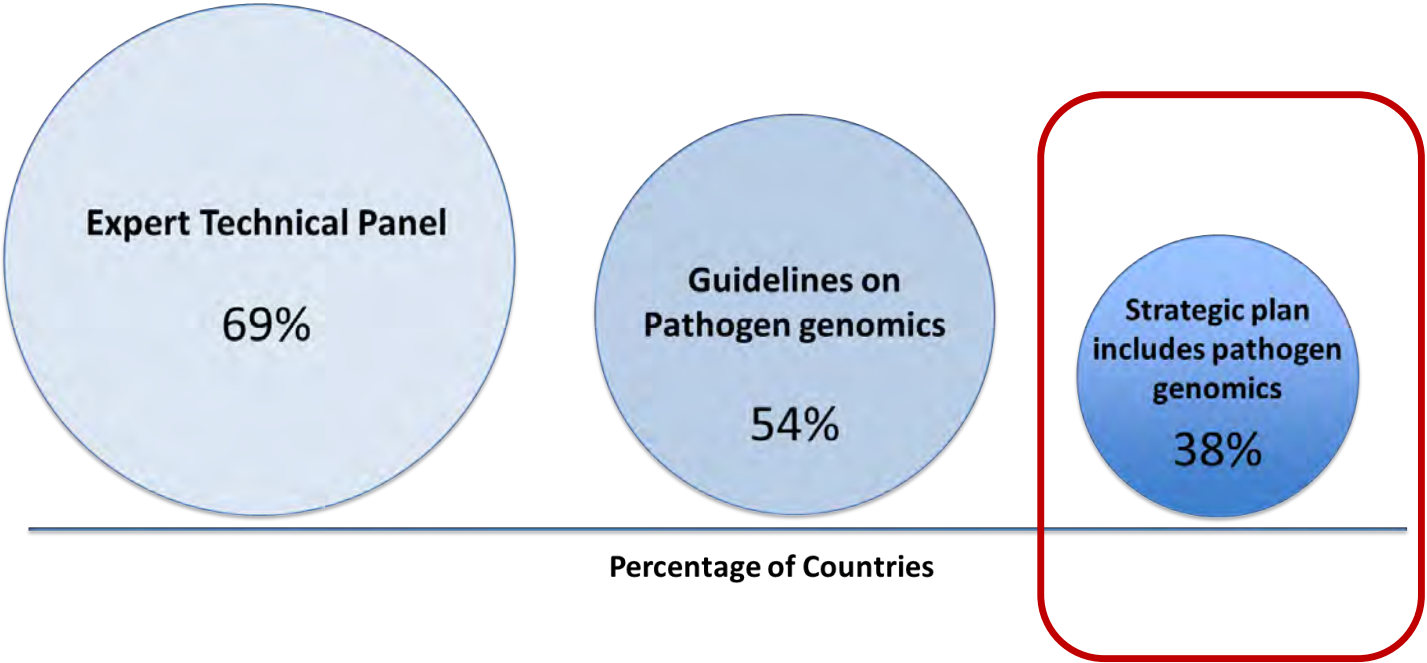 Expert Technical Panel
69%
Guidelines on
Pathogen genomics
54%
Strategic plan
includes pathogen
genomics
38%
Percentage of Countries